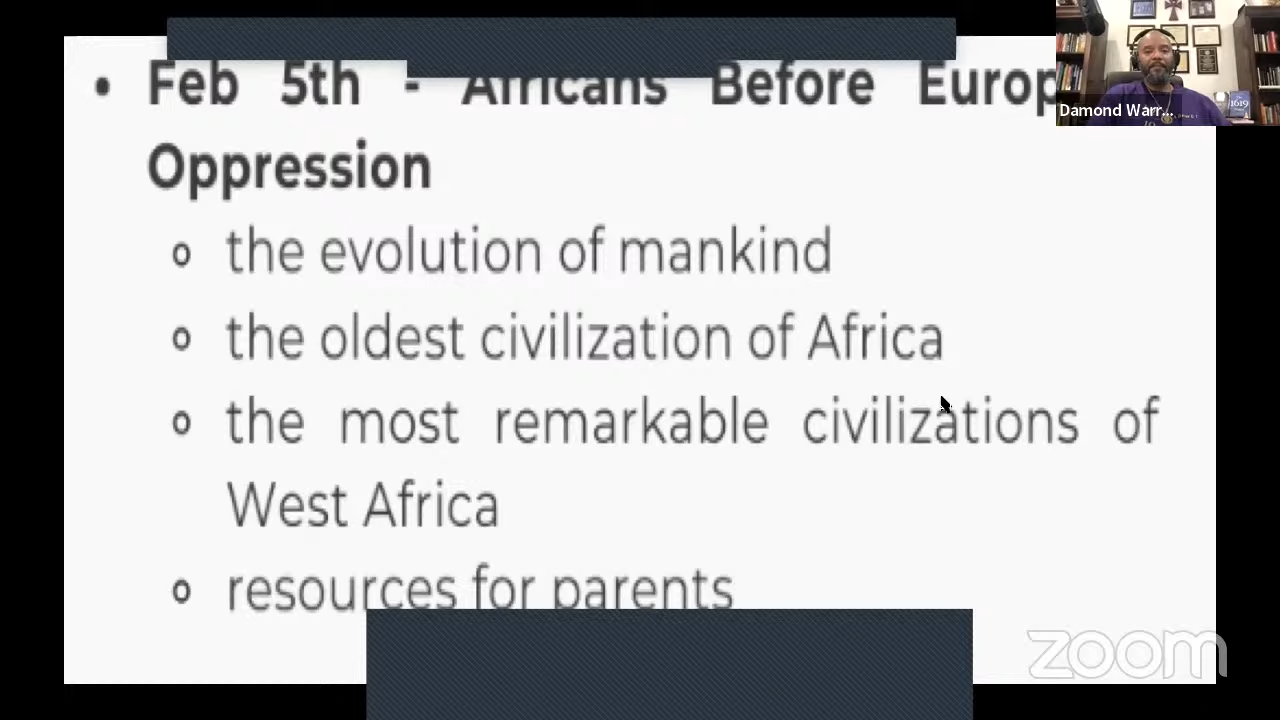 • Feb 5th - Africans Before Europ
Oppression
o the evolution of mankind
o the oldest civilization of Africa
o the most remarkable civilizations of
West Africa
o resources for parents
Damond Warr...
1619
zoom